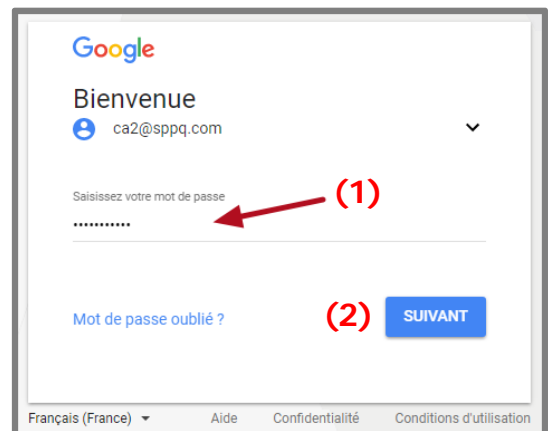 Google
Bienvenue
ca2@sppq.com
Saisissez votre mot de passe
(1)
•••••••••••
Mot de passe oublié ?
(2)
SUIVANT
Français (France)
Aide
Confidentialité
Conditions d'utilisation